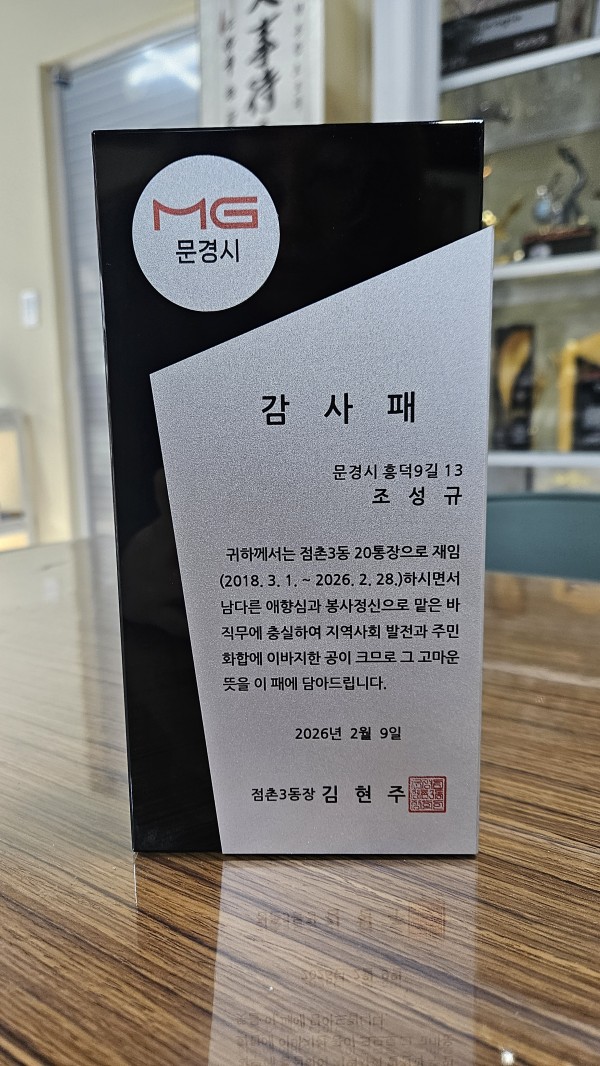 MG
문경시
감 사 패
문경시 흥덕9길 13
조 성 규
귀하께서는 점촌3동 20통장으로 재임
(2018. 3. 1. ~ 2026. 2. 28.)하시면서
남다른 애향심과 봉사정신으로 맡은 바
직무에 충실하여 지역사회 발전과 주민
화합에 이바지한 공이 크므로 그 고마운
뜻을 이 패에 담아드립니다.
2026년 2월 9일
점촌3동장 김 현 주